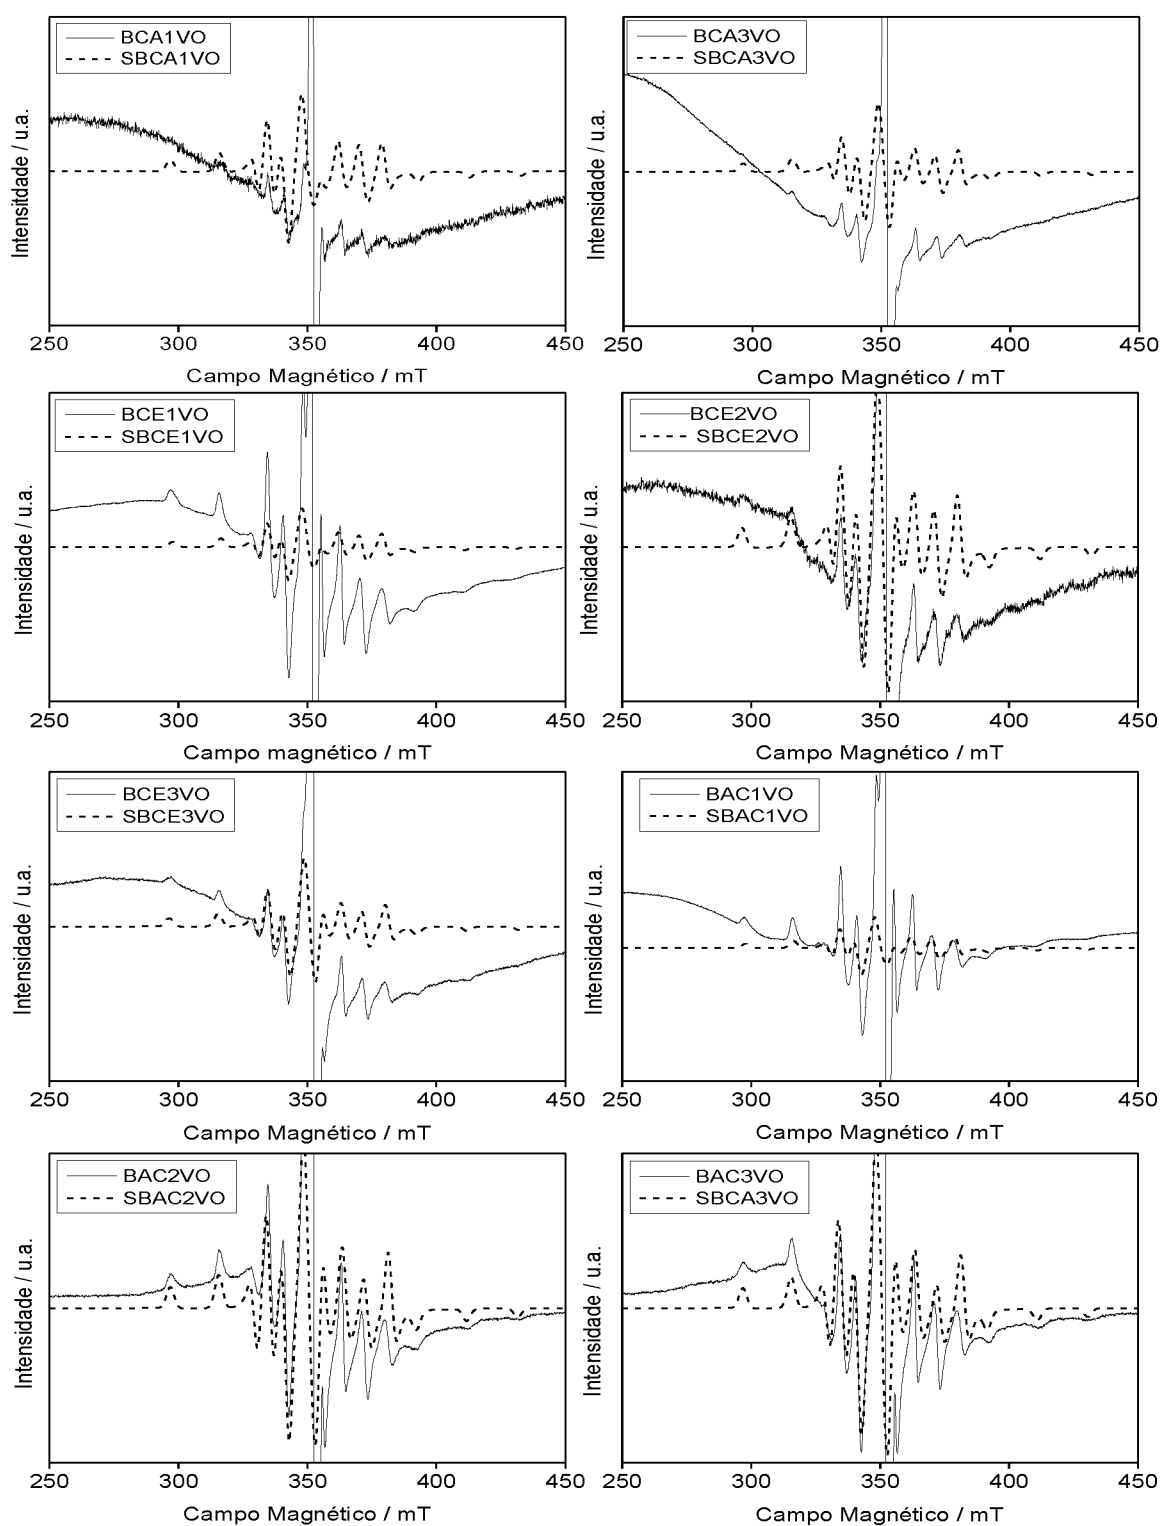 BCA1VO
SBCA1VO
Intensitdade / u.a.
250 300 350 400 450
Campo Magnético / mT
BCA3VO
SBCA3VO
Intensidade / u.a.
250 300 350 400 450
Campo Magnético / mT
BCE1VO
SBCE1VO
Intensidade / u.a.
250 300 350 400 450
Campo magnético / mT
BCE2VO
SBCE2VO
Intensidade / u.a.
250 300 350 400 450
Campo Magnético / mT
BCE3VO
SBCE3VO
Intensidade / u.a.
250 300 350 400 450
Campo Magnético / mT
BAC1VO
SBAC1VO
Intensidade / u.a.
250 300 350 400 450
Campo Magnético / mT
BAC2VO
SBAC2VO
Intensidade / u.a.
250 300 350 400 450
Campo Magnético / mT
BAC3VO
SBCA3VO
Intensidade / u.a.
250 300 350 400 450
Campo Magnético / mT